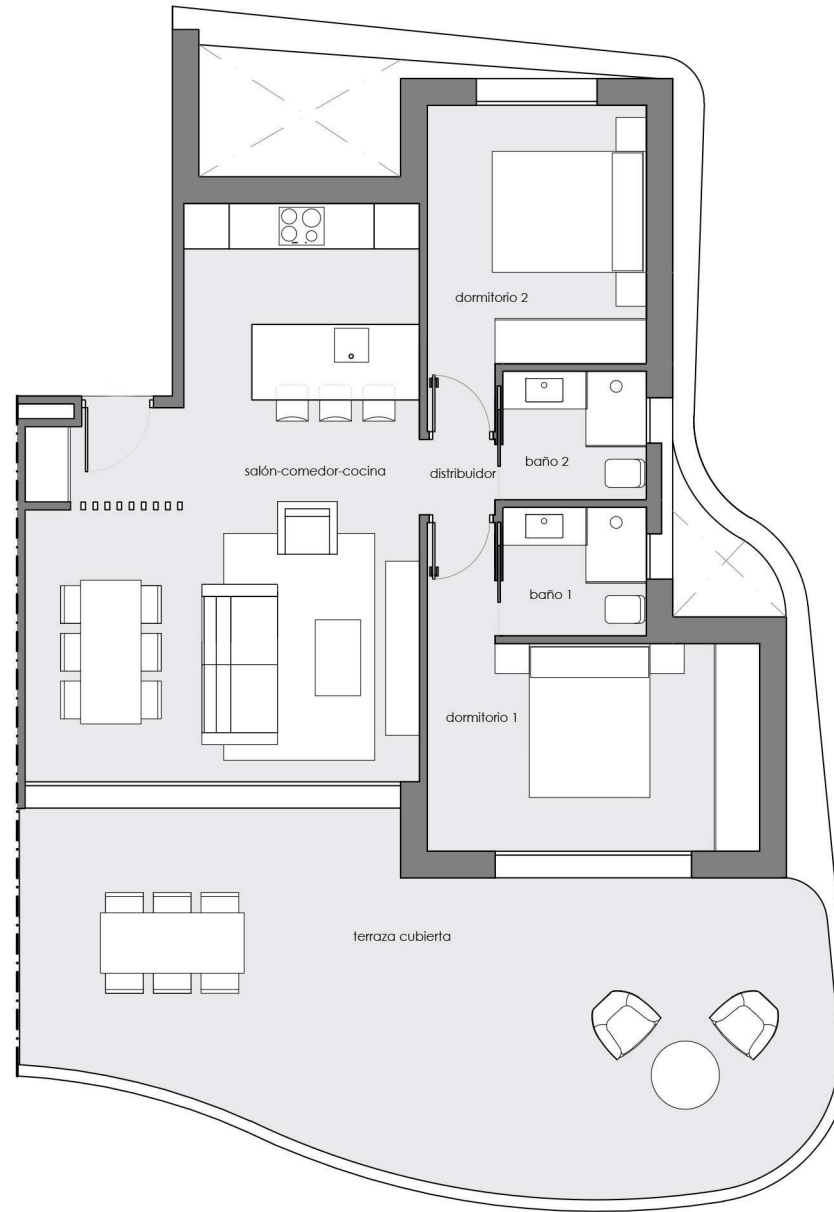 dormitorio 2
salón-comedor-cocina
distribuidor
baño 2
baño 1
dormitorio 1
terraza cubierta